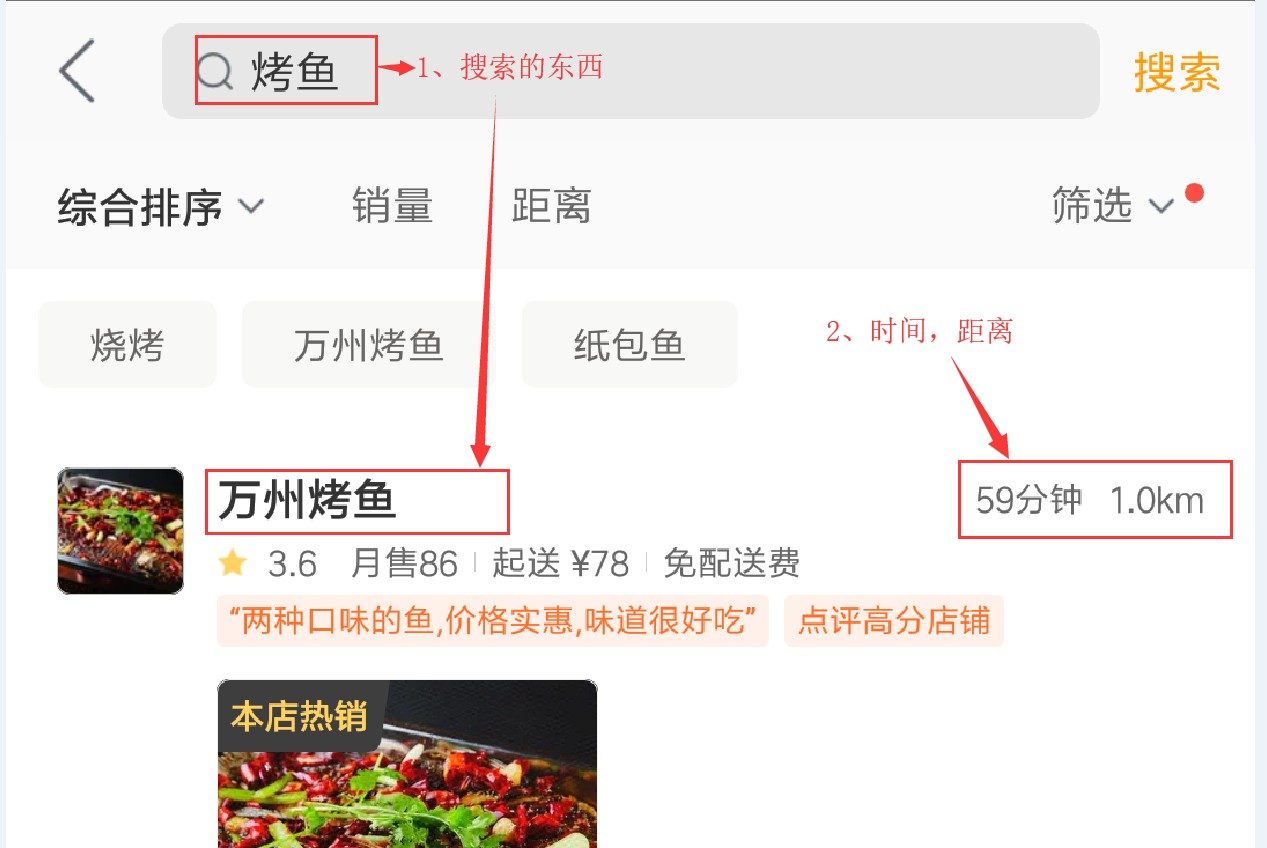 烤鱼 1、搜索的东西 搜索
综合排序 销量 距离 筛选
2、时间，距离
烧烤 万州烤鱼 纸包鱼
万州烤鱼 59分钟 1.0km
3.6 月售86 起送 ¥78 免配送费
“两种口味的鱼,价格实惠,味道很好吃” 点评高分店铺
本店热销